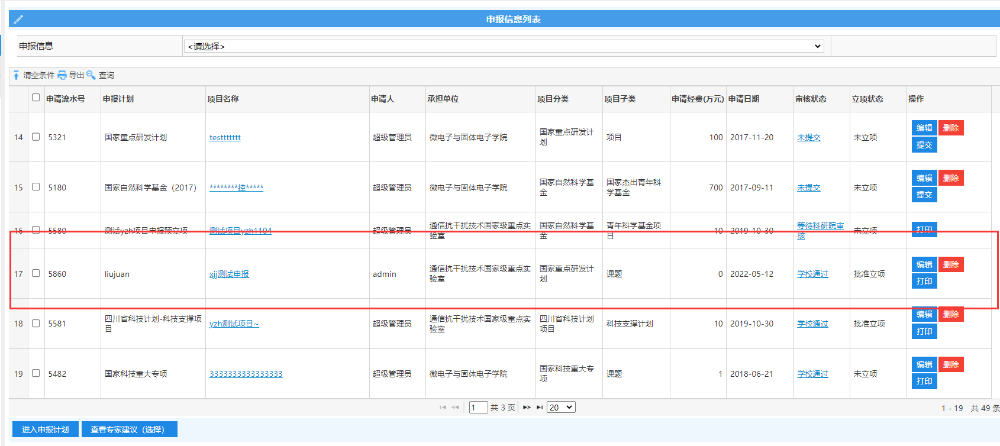 申报信息列表
申报信息 <请选择>
清空条件 导出 查询
申请流水号 申报计划 项目名称 申请人 承担单位 项目分类 项目子类 申请经费(万元) 申请日期 审核状态 立项状态 操作
14 5321 国家重点研发计划 testttttttt 超级管理员 微电子与固体电子学院 国家重点研发计划 项目 100 2017-11-20 未提交 未立项 编辑 删除 提交
15 5180 国家自然科学基金（2017） ********控***** 超级管理员 微电子与固体电子学院 国家自然科学基金 国家杰出青年科学基金 700 2017-09-11 未提交 未立项 编辑 删除 提交
16 5580 测试yzh项目申报预立项 测试项目yzh1104 超级管理员 通信抗干扰技术国家级重点实验室 国家自然科学基金 青年科学基金项目 10 2019-10-30 等待科研院审核 未立项 打印
17 5860 liujuan xjj测试申报 admin 通信抗干扰技术国家级重点实验室 国家重点研发计划 课题 0 2022-05-12 学校通过 批准立项 编辑 删除 打印
18 5581 四川省科技计划-科技支撑项目 yzh测试项目~ 超级管理员 通信抗干扰技术国家级重点实验室 四川省科技计划项目 科技支撑计划 10 2019-10-30 学校通过 批准立项 编辑 删除 打印
19 5482 国家科技重大专项 3333333333333333 超级管理员 微电子与固体电子学院 国家科技重大专项 课题 1 2018-06-21 学校通过 未立项 编辑 删除 打印
1 共 3 页 20 1 - 19 共 49 条
进入申报计划 查看专家建议（选择）